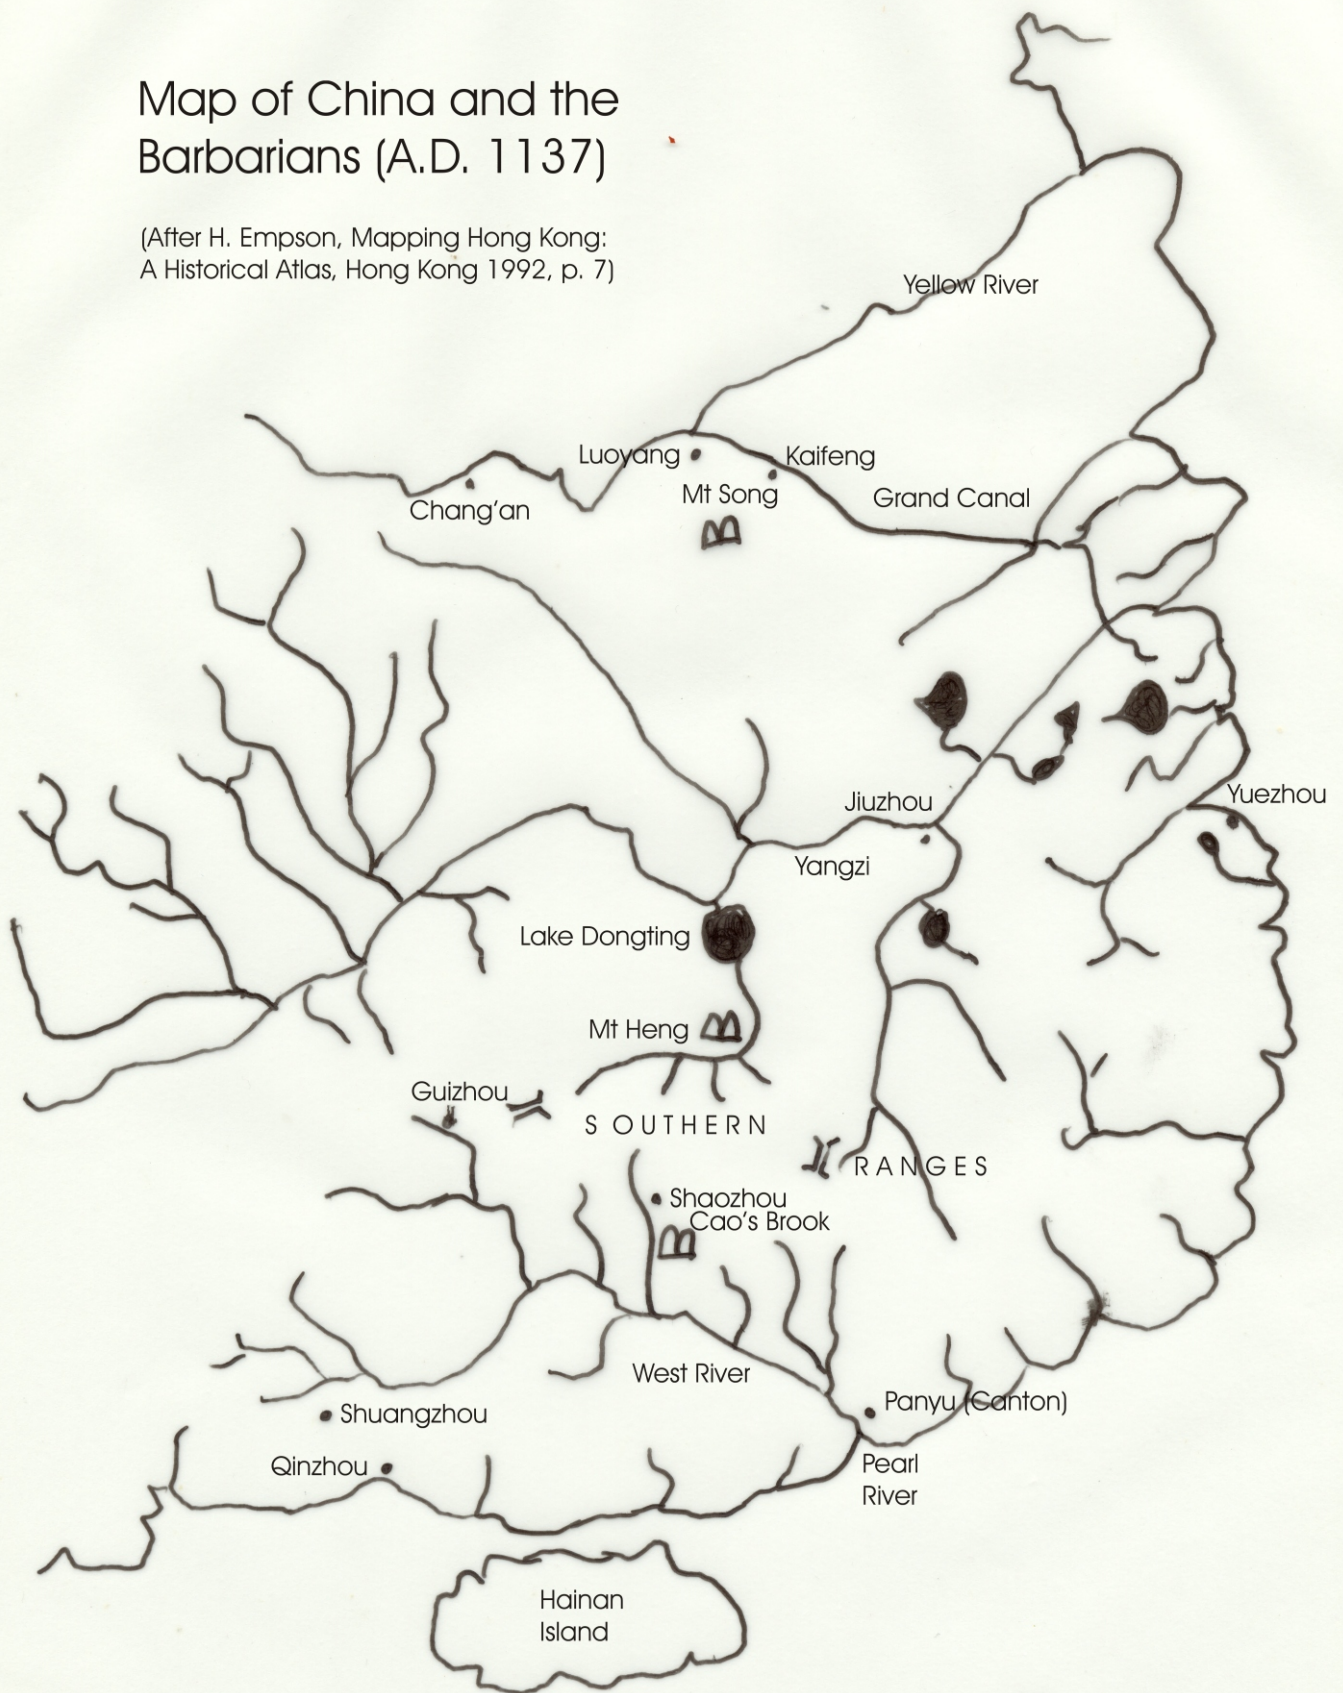 Map of China and the
Barbarians (A.D. 1137)
(After H. Empson, Mapping Hong Kong:
A Historical Atlas, Hong Kong 1992, p. 7)
Yellow River
Luoyang
Kaifeng
Mt Song
Grand Canal
Chang'an
Jiuzhou
Yuezhou
Yangzi
Lake Dongting
Mt Heng
Guizhou
SOUTHERN
RANGES
Shaozhou
Cao's Brook
West River
Panyu (Canton)
Shuangzhou
Qinzhou
Pearl
River
Hainan
Island